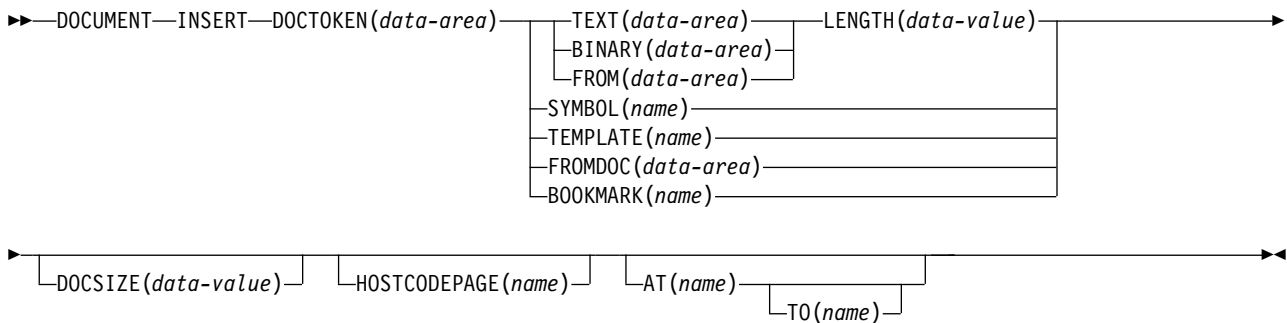 DOCUMENT INSERT DOCTOKEN(data-area) TEXT(data-area) LENGTH(data-value)
BINARY(data-area)
FROM(data-area)
SYMBOL(name)
TEMPLATE(name)
FROMDOC(data-area)
BOOKMARK(name)
DOCSIZE(data-value) HOSTCODEPAGE(name) AT(name)
TO(name)